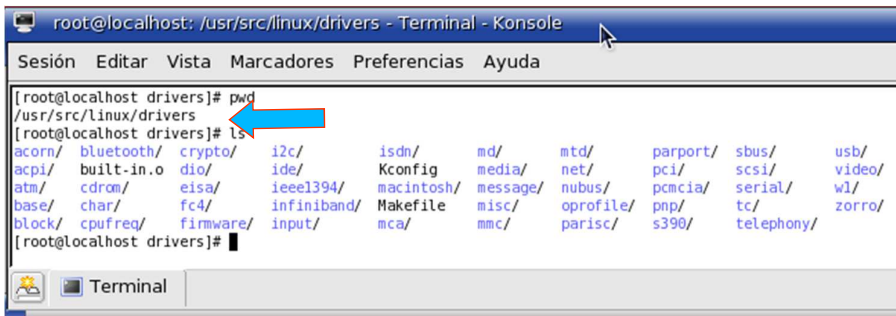 root@localhost: /usr/src/linux/drivers - Terminal - Konsole
Sesión Editar Vista Marcadores Preferencias Ayuda
[root@localhost drivers]# pwd
/usr/src/linux/drivers
[root@localhost drivers]# ls
acorn/ bluetooth/ crypto/ i2c/ isdn/ md/ mtd/ parport/ sbus/ usb/
acpi/ built-in.o dio/ ide/ Kconfig media/ net/ pci/ scsi/ video/
atm/ cdrom/ eisa/ ieee1394/ macintosh/ message/ nubus/ pcmcia/ serial/ w1/
base/ char/ fc4/ infiniband/ Makefile misc/ oprofile/ pnp/ tc/ zorro/
block/ cpufreq/ firmware/ input/ mca/ mmc/ parisc/ s390/ telephony/
[root@localhost drivers]#
Terminal